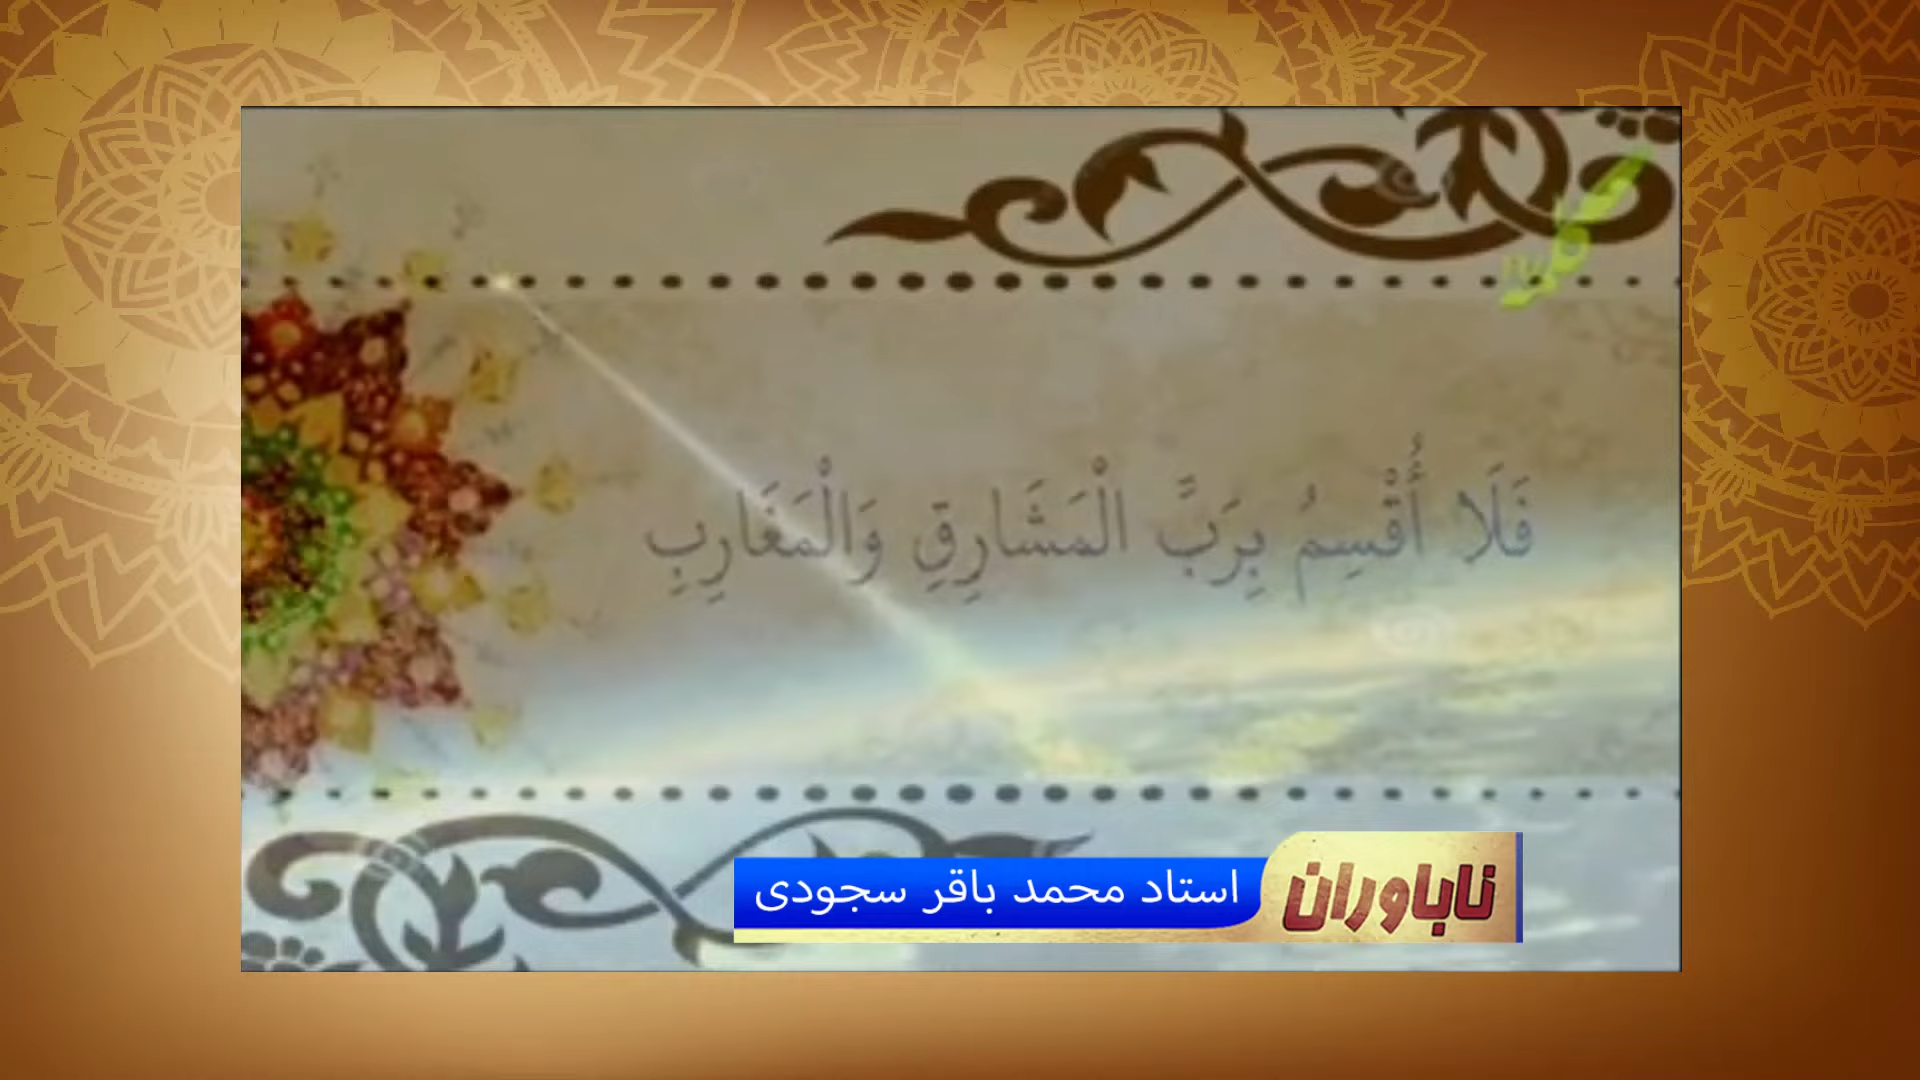 فَلَا أُقْسِمُ بِرَبِّ الْمَشَارِقِ وَالْمَغَارِبِ
ناباوران
استاد محمد باقر سجودی